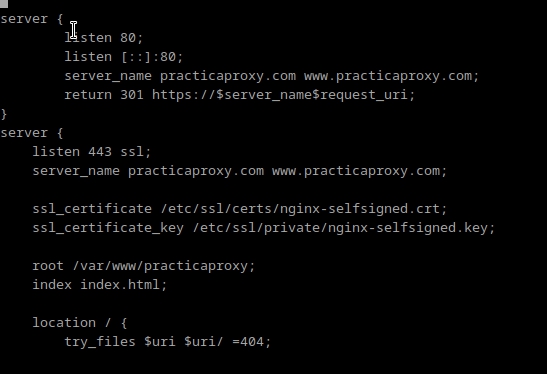 server {
        listen 80;
        listen [::]:80;
        server_name practicaproxy.com www.practicaproxy.com;
        return 301 https://$server_name$request_uri;
}
server {
    listen 443 ssl;
    server_name practicaproxy.com www.practicaproxy.com;

    ssl_certificate /etc/ssl/certs/nginx-selfsigned.crt;
    ssl_certificate_key /etc/ssl/private/nginx-selfsigned.key;

    root /var/www/practicaproxy;
    index index.html;

    location / {
        try_files $uri $uri/ =404;